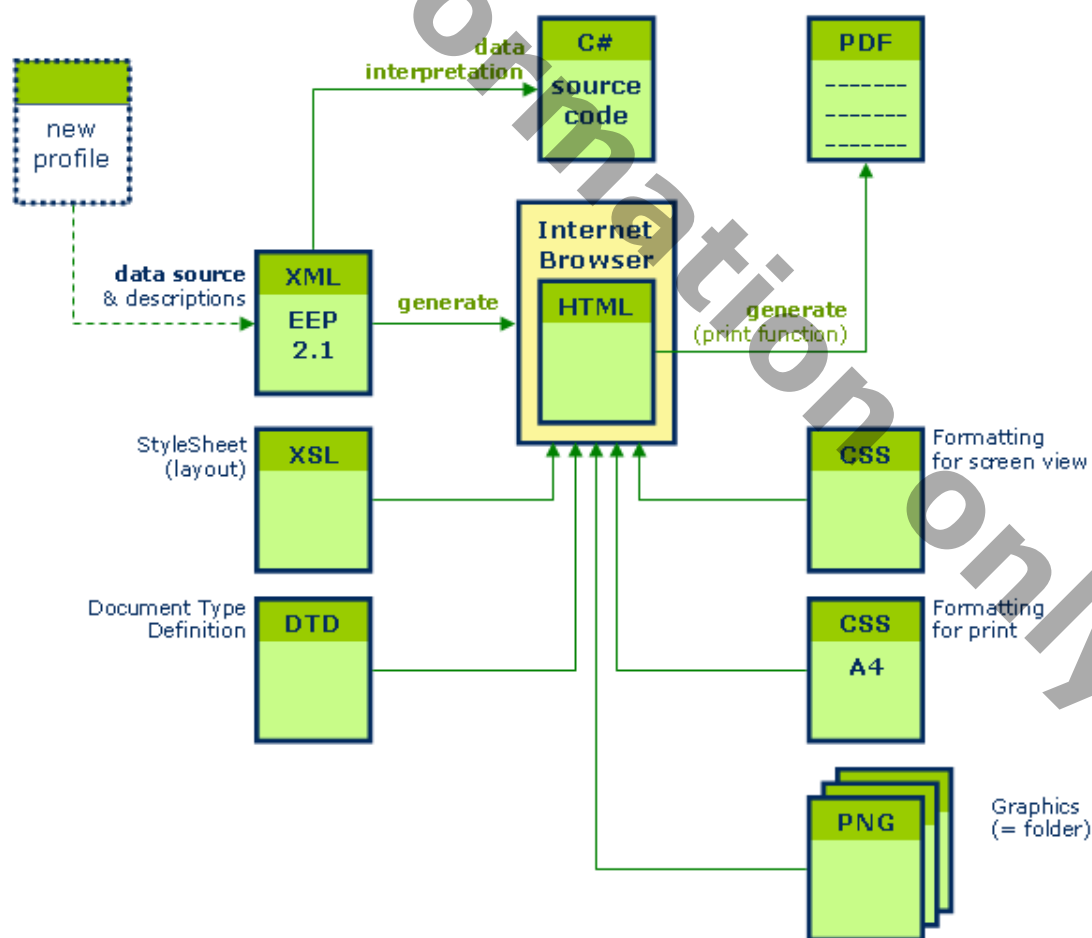 C#
source
code
PDF
-------
-------
-------
data
interpretation
new
profile
Internet
Browser
HTML
data source
& descriptions
XML
EEP
2.1
generate
generate
(print function)
StyleSheet
(layout)
XSL
CSS
Formatting
for screen view
Document Type
Definition
DTD
CSS
A4
Formatting
for print
PNG
Graphics
(= folder)
ormation only